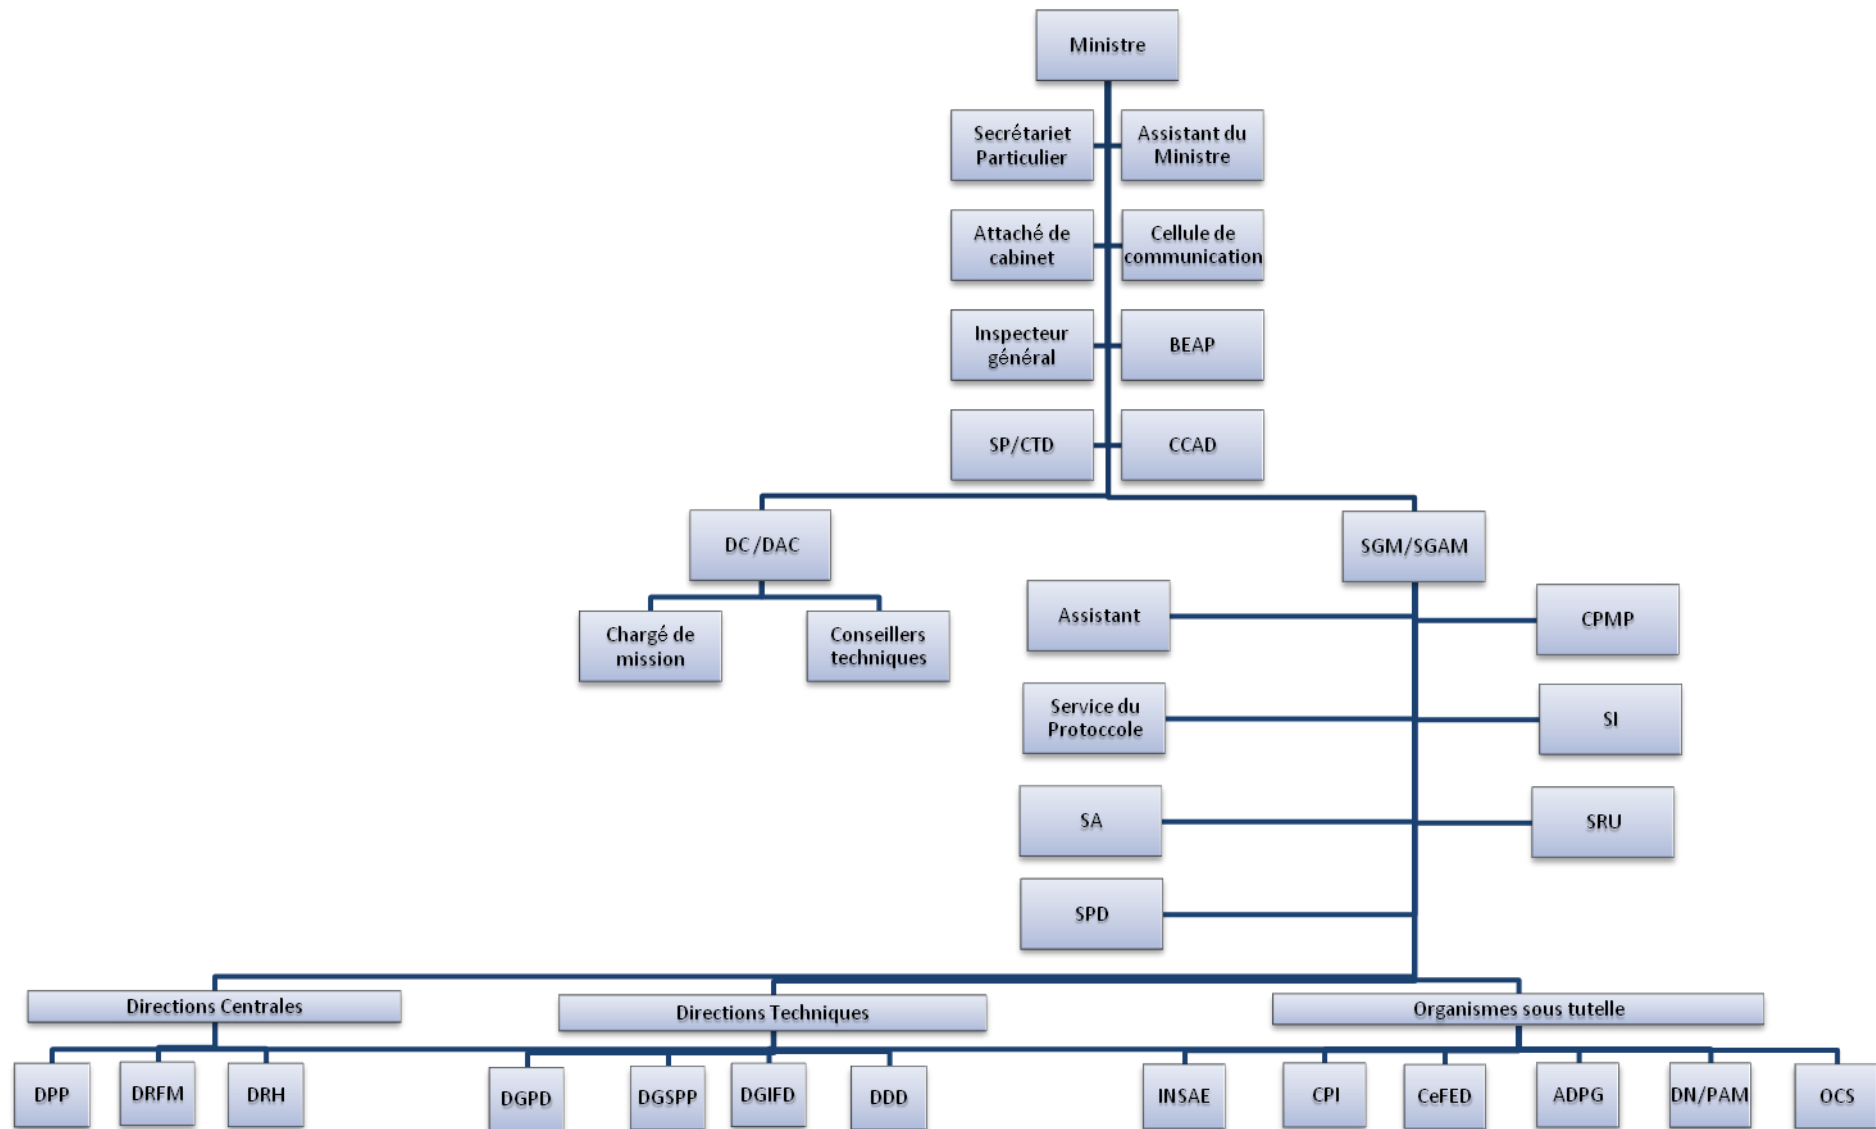 Ministre
Secrétariet
Particulier
Assistant du
Ministre
Attaché de
cabinet
Cellule de
communication
Inspecteur
général
BEAP
SP/CTD
CCAD
DC /DAC
SGM/SGAM
Chargé de
mission
Conseillers
techniques
Assistant
CPMP
Service du
Protoccole
SI
SA
SRU
SPD
Directions Centrales
Directions Techniques
Organismes sous tutelle
DPP
DRFM
DRH
DGPD
DGSPP
DGIFD
DDD
INSAE
CPI
CeFED
ADPG
DN/PAM
OCS